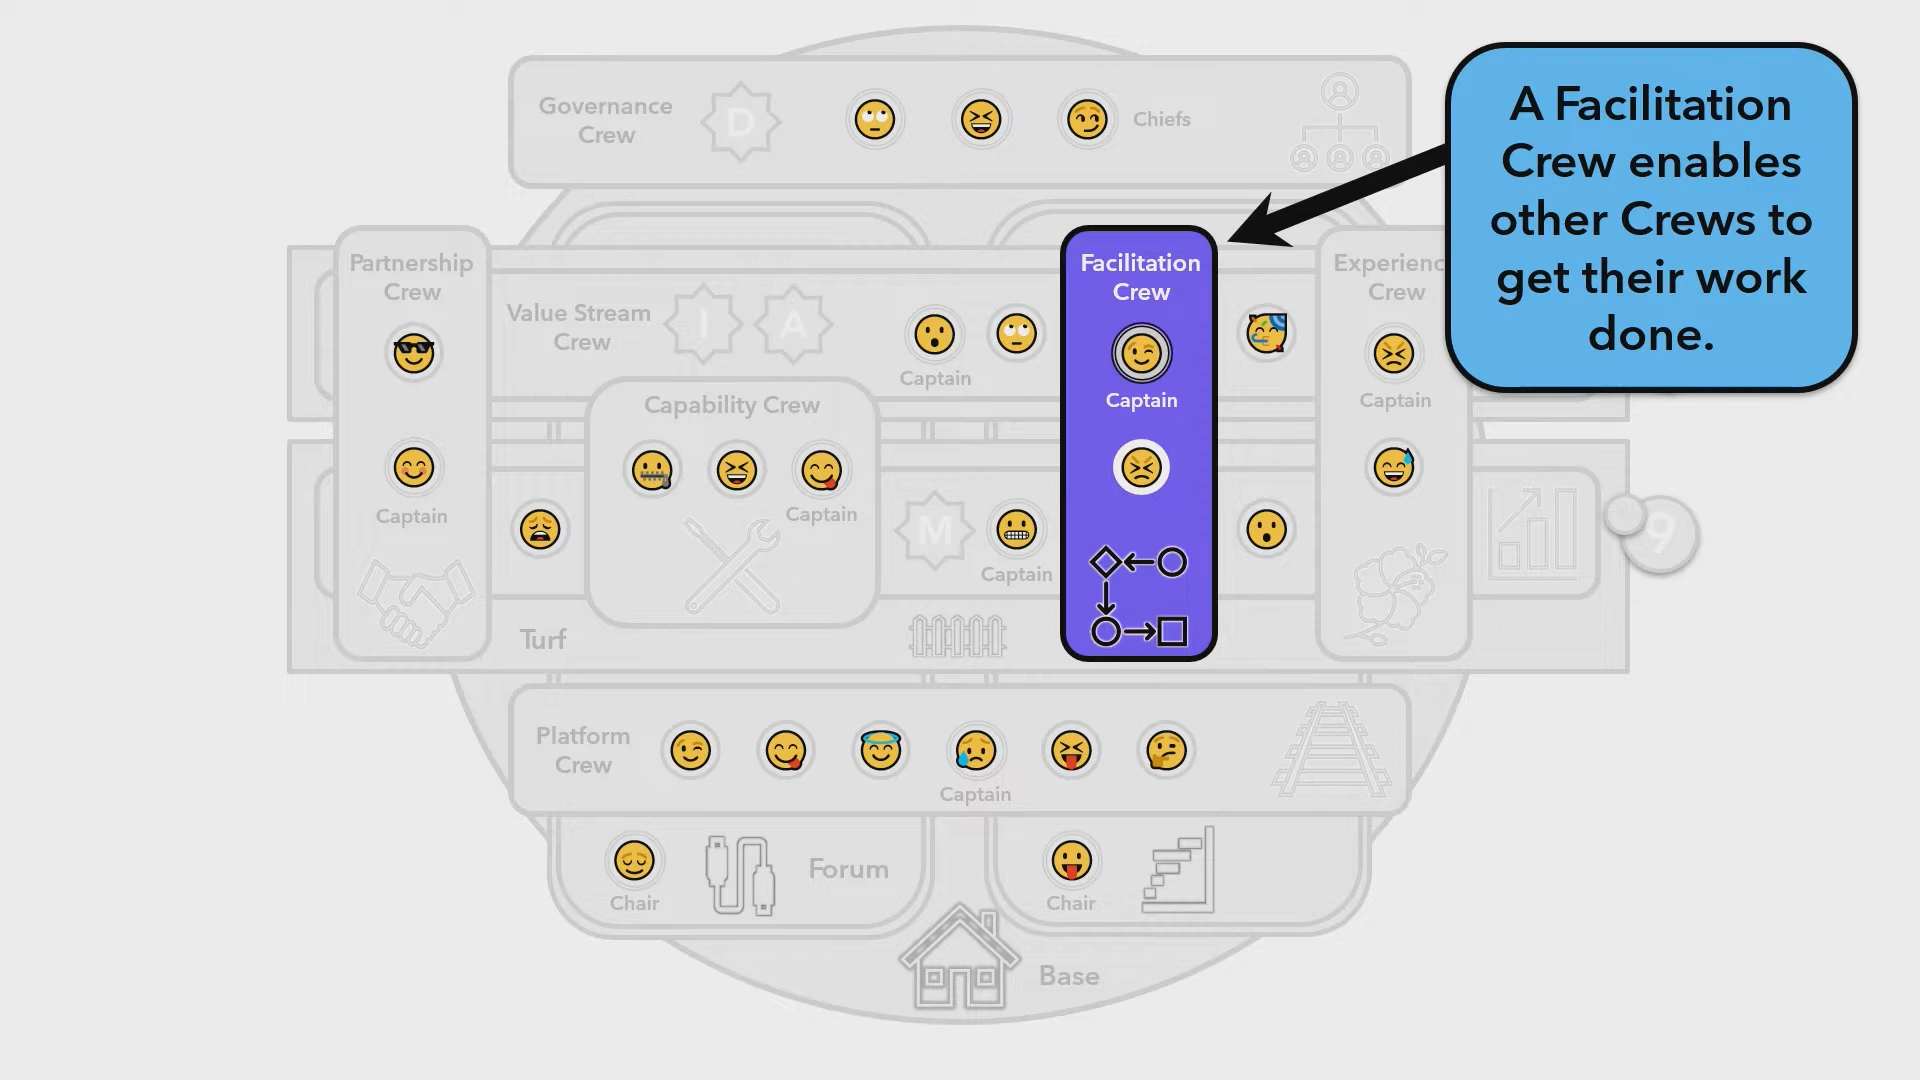 Governance
Crew
D
Chiefs
A Facilitation
Crew enables
other Crews to
get their work
done.
Partnership
Crew
Captain
Value Stream
Crew
I
A
Captain
Facilitation
Crew
Captain
Experienc
Crew
Captain
Capability Crew
Captain
M
Captain
9
Turf
Platform
Crew
Captain
Chair
Forum
Chair
Base